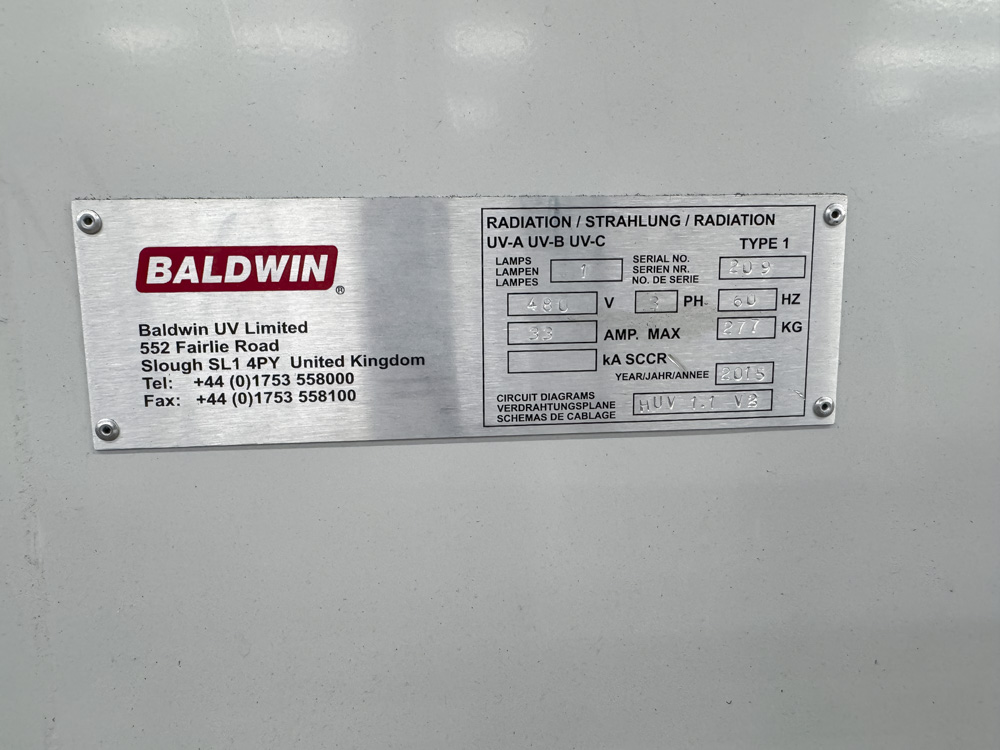 BALDWIN®
Baldwin UV Limited
552 Fairlie Road
Slough SL1 4PY United Kingdom
Tel: +44 (0)1753 558000
Fax: +44 (0)1753 558100
RADIATION / STRAHLUNG / RADIATION
UV-A UV-B UV-C TYPE 1
LAMPS
LAMPEN
LAMPES
1
SERIAL NO.
SERIEN NR.
NO. DE SERIE
209
480 V 3 PH 60 HZ
33 AMP. MAX 277 KG
kA SCCR
YEAR/JAHR/ANNEE 2015
CIRCUIT DIAGRAMS
VERDRAHTUNGSPLANE
SCHEMAS DE CABLAGE
HUV 1.1